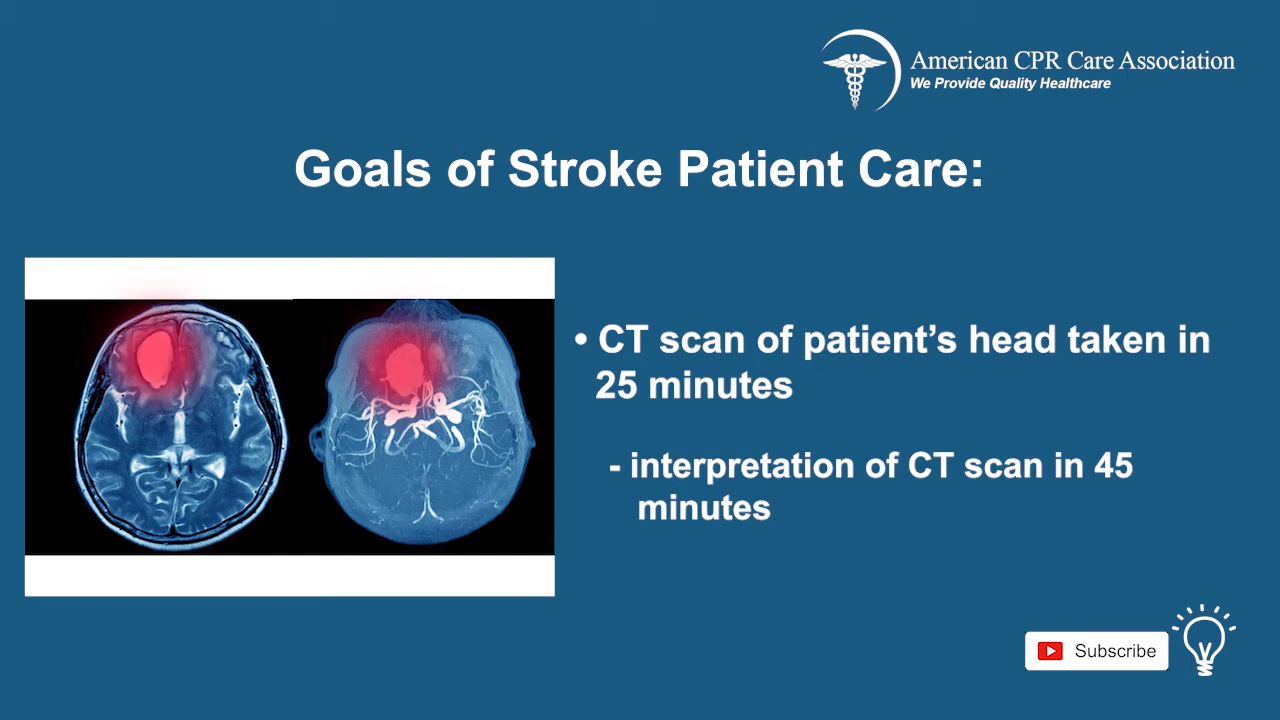 American CPR Care Association
We Provide Quality Healthcare
Goals of Stroke Patient Care:
• CT scan of patient’s head taken in
25 minutes
- interpretation of CT scan in 45
minutes
Subscribe